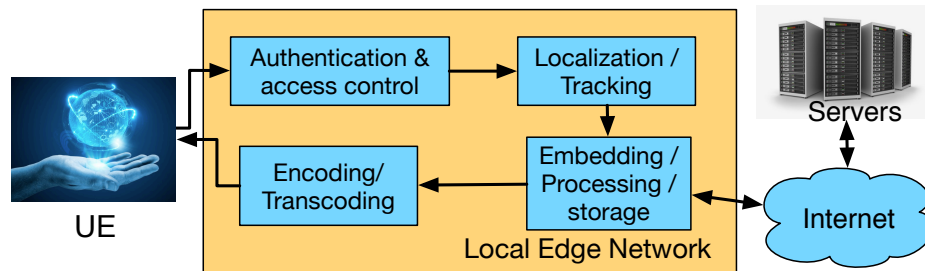 Authentication &
access control
Localization /
Tracking
Servers
Encoding/
Transcoding
Embedding /
Processing /
storage
UE
Internet
Local Edge Network